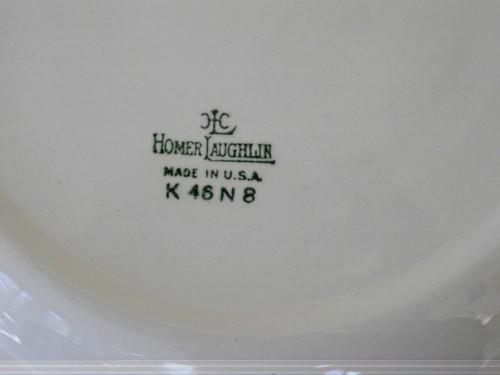 HLC
HOMER LAUGHLIN
MADE IN U.S.A.
K 46 N 8